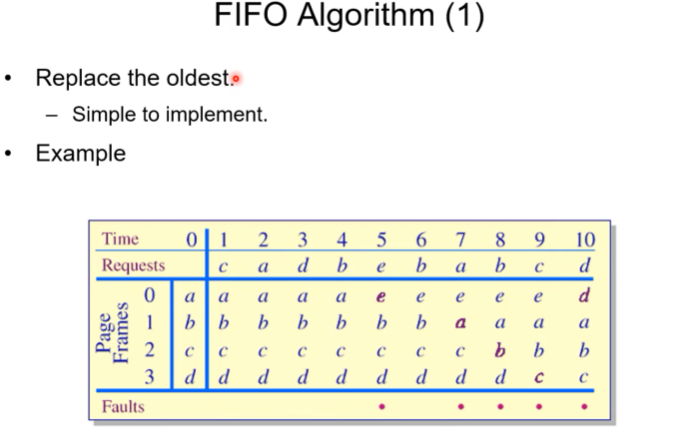 FIFO Algorithm (1)
• Replace the oldest.
– Simple to implement.
• Example
Time 0 1 2 3 4 5 6 7 8 9 10
Requests c a d b e b a b c d
Page Frames
0 a a a a a e e e e e d
1 b b b b b b b a a a a
2 c c c c c c c c b b b
3 d d d d d d d d d c c
Faults • • • • •